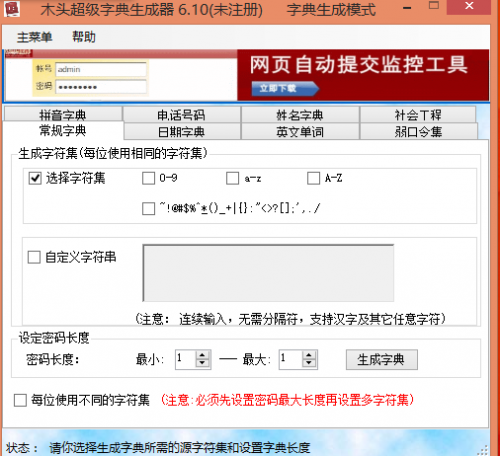 木头超级字典生成器 6.10(未注册) 字典生成模式
主菜单 帮助
帐号 admin
密码 ●●●●●●●●
网页自动提交监控工具
立即下载
拼音字典 电话号码 姓名字典 社会工程
常规字典 日期字典 英文单词 弱口令集
生成字符集(每位使用相同的字符集)
选择字符集 0-9 a-z A-Z
~!@#$%^*()_+|{}:"<>?[];',./
自定义字符串
(注意: 连续输入，无需分隔符，支持汉字及其它任意字符)
设定密码长度
密码长度: 最小: 1 — 最大: 1 生成字典
每位使用不同的字符集 (注意:必须先设置密码最大长度再设置多字符集)
状态： 请你选择生成字典所需的源字符集和设置字典长度